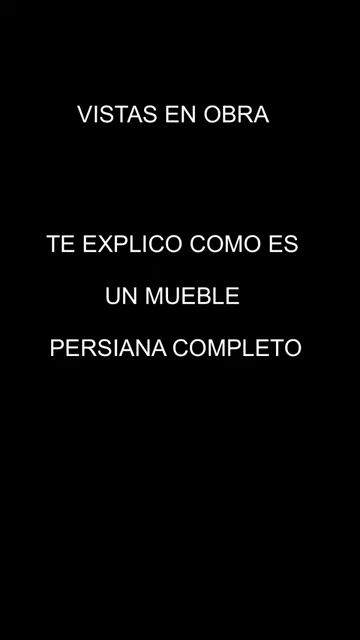 VISTAS EN OBRA
TE EXPLICO COMO ES
UN MUEBLE
PERSIANA COMPLETO